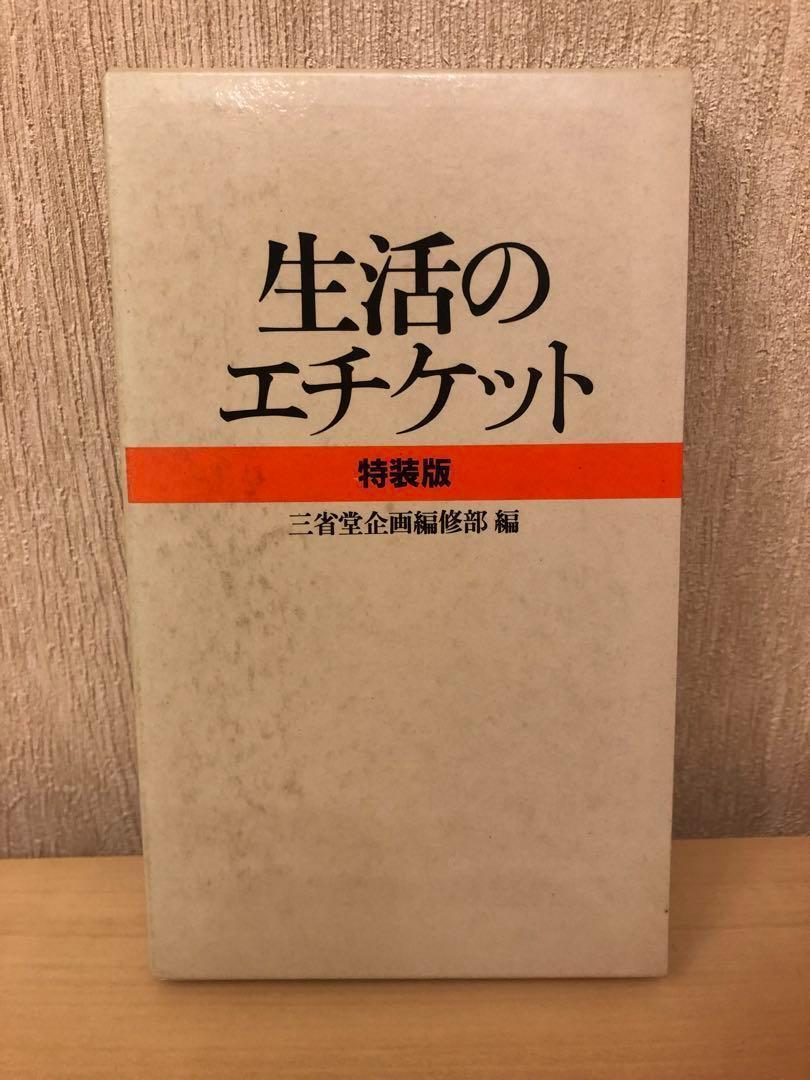 生活の
エチケット
特装版
三省堂企画編修部 編